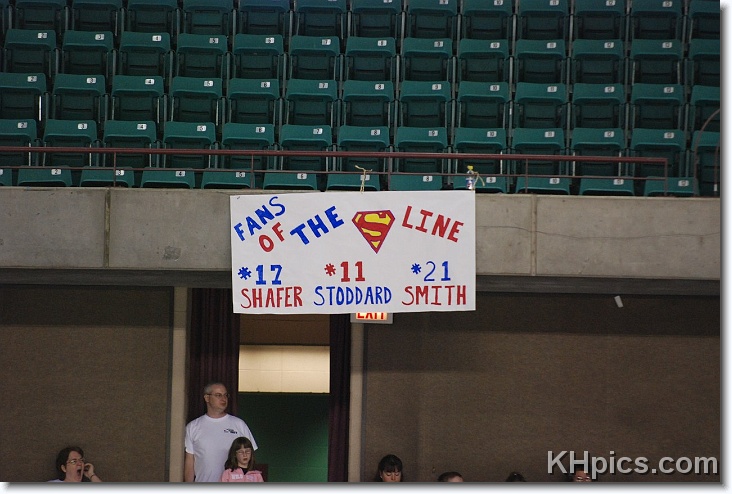 FANS OF THE S LINE
*17 *11 *21
SHAFER STODDARD SMITH
EXIT
KHpics.com